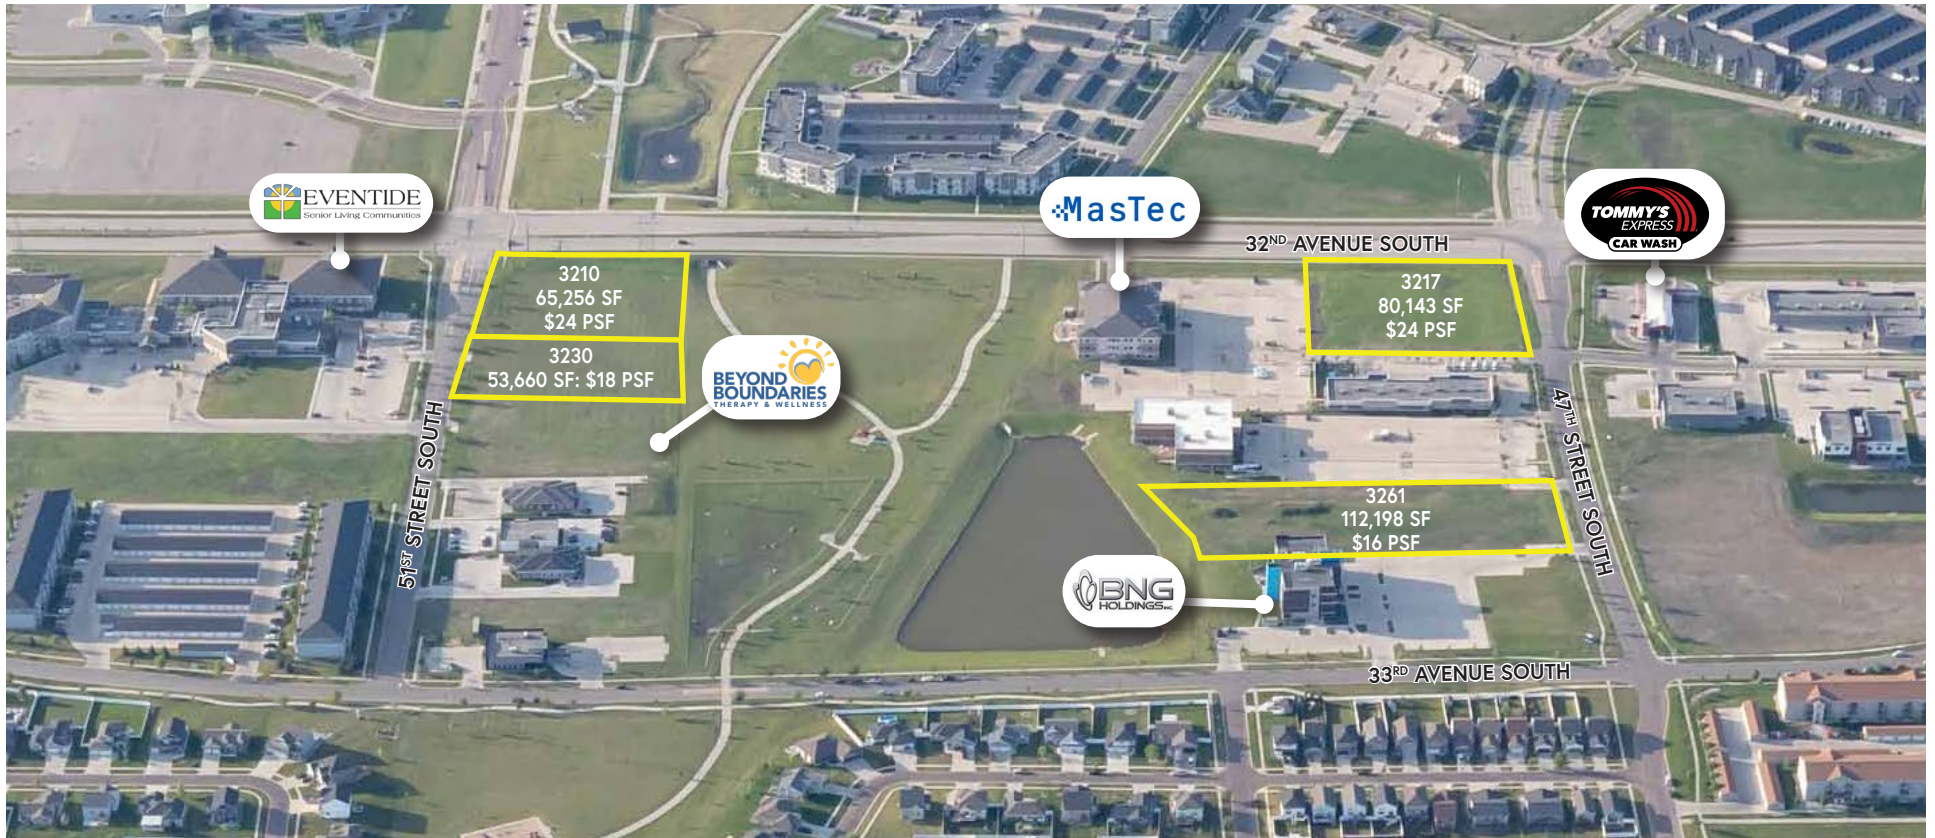 EVENTIDE
Senior Living Communities
MasTec
TOMMY'S
EXPRESS
CAR WASH
32ND AVENUE SOUTH
3210
65,256 SF
$24 PSF
3230
53,660 SF: $18 PSF
3217
80,143 SF
$24 PSF
BEYOND
BOUNDARIES
THERAPY & WELLNESS
51ST STREET SOUTH
47TH STREET SOUTH
3261
112,198 SF
$16 PSF
BNG
HOLDINGS INC.
33RD AVENUE SOUTH